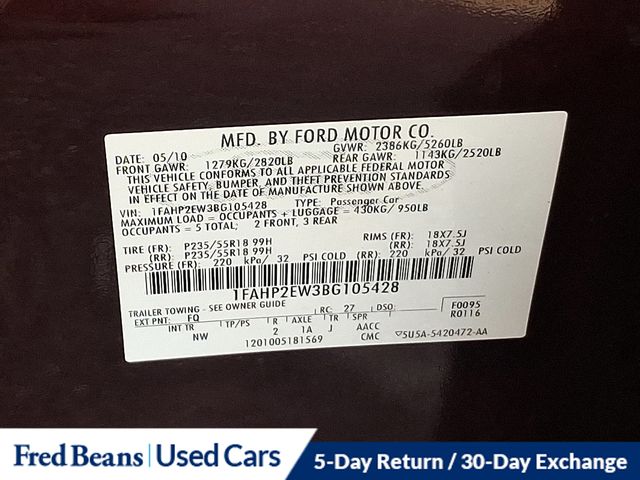 MFD. BY FORD MOTOR CO.
DATE: 05/10 GVWR: 2386KG/5260LB
FRONT GAWR: 1279KG/2820LB REAR GAWR: 1143KG/2520LB
THIS VEHICLE CONFORMS TO ALL APPLICABLE FEDERAL MOTOR
VEHICLE SAFETY, BUMPER, AND THEFT PREVENTION STANDARDS
IN EFFECT ON THE DATE OF MANUFACTURE SHOWN ABOVE.
VIN: 1FAHP2EW3BG105428 TYPE: Passenger Car
MAXIMUM LOAD = OCCUPANTS + LUGGAGE = 430KG/ 950LB
OCCUPANTS = 5 TOTAL: 2 FRONT, 3 REAR
TIRE (FR): P235/55R18 99H RIMS (FR): 18X7.5J
(RR): P235/55R18 99H (RR): 18X7.5J
PRESSURE (FR): 220 kPa/ 32 PSI COLD (RR): 220 kPa/ 32 PSI COLD
1FAHP2EW3BG105428
TRAILER TOWING - SEE OWNER GUIDE
EXT PNT: FQ RC: 27 DSO: F0095
INT TR TP/PS R AXLE TR SPR R0116
NW 2 1A J AACC
1201005181569 CMC 5U5A-5420472-AA
Fred Beans Used Cars
5-Day Return / 30-Day Exchange